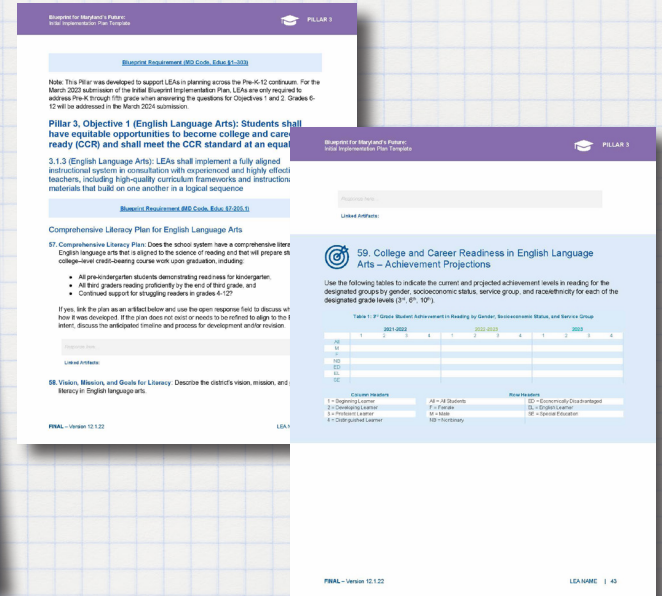 Blueprint for Maryland's Future:
Initial Implementation Plan Template
PILLAR 3
Blueprint Requirement (MD Code, Educ §1–303)
Note: This Pillar was developed to support LEAs in planning across the Pre-K-12 continuum. For the
March 2023 submission of the Initial Blueprint Implementation Plan, LEAs are only required to
address Pre-K through fifth grade when answering the questions for Objectives 1 and 2. Grades 6-
12 will be addressed in the March 2024 submission.
Pillar 3, Objective 1 (English Language Arts): Students shall
have equitable opportunities to become college and
ready (CCR) and shall meet the CCR standard at an
3.1.3 (English Language Arts): LEAs shall implement a fully aligned
instructional system in consultation with experienced and highly
teachers, including high-quality curriculum frameworks and
materials that build on one another in a logical sequence
Blueprint Requirement (MD Code, Educ §7-205.1)
Comprehensive Literacy Plan for English Language Arts
57. Comprehensive Literacy Plan: Does the school system have a comprehensive
English language arts that is aligned to the science of reading and that will prepare
college–level credit–bearing course work upon graduation, including:
• All pre-kindergarten students demonstrating readiness for kindergarten,
• All third graders reading proficiently by the end of third grade, and
• Continued support for struggling readers in grades 4-12?
If yes, link the plan as an artifact below and use the open response field to discuss
how it was developed. If the plan does not exist or needs to be refined to align to the
intent, discuss the anticipated timeline and process for development and/or revision.
Response here
Linked Artifacts:
58. Vision, Mission, and Goals for Literacy: Describe the district's vision, mission, and
literacy in English language arts.
FINAL – Version 12.1.22
Blueprint for Maryland's Future:
Initial Implementation Plan Template
PILLAR 3
Response here
Linked Artifacts:
59. College and Career Readiness in English Language
Arts – Achievement Projections
Use the following tables to indicate the current and projected achievement levels in reading for the
designated groups by gender, socioeconomic status, service group, and race/ethnicity for each of the
designated grade levels (3rd, 6th, 10th).
Table 1: 3rd Grade Student Achievement in Reading by Gender, Socioeconomic Status, and Service Group
2021-2022 2022-2023
1 2 3 4 1 2 3 4 1 2 3 4
All
M
F
NB
ED
EL
SE
Column Headers Row Headers
1 = Beginning Learner All = All Students ED = Economically Disadvantaged
2 = Developing Learner F = Female EL = English Learner
3 = Proficient Learner M = Male SE = Special Education
4 = Distinguished Learner NB = Nonbinary
FINAL – Version 12.1.22 LEA NAME | 43